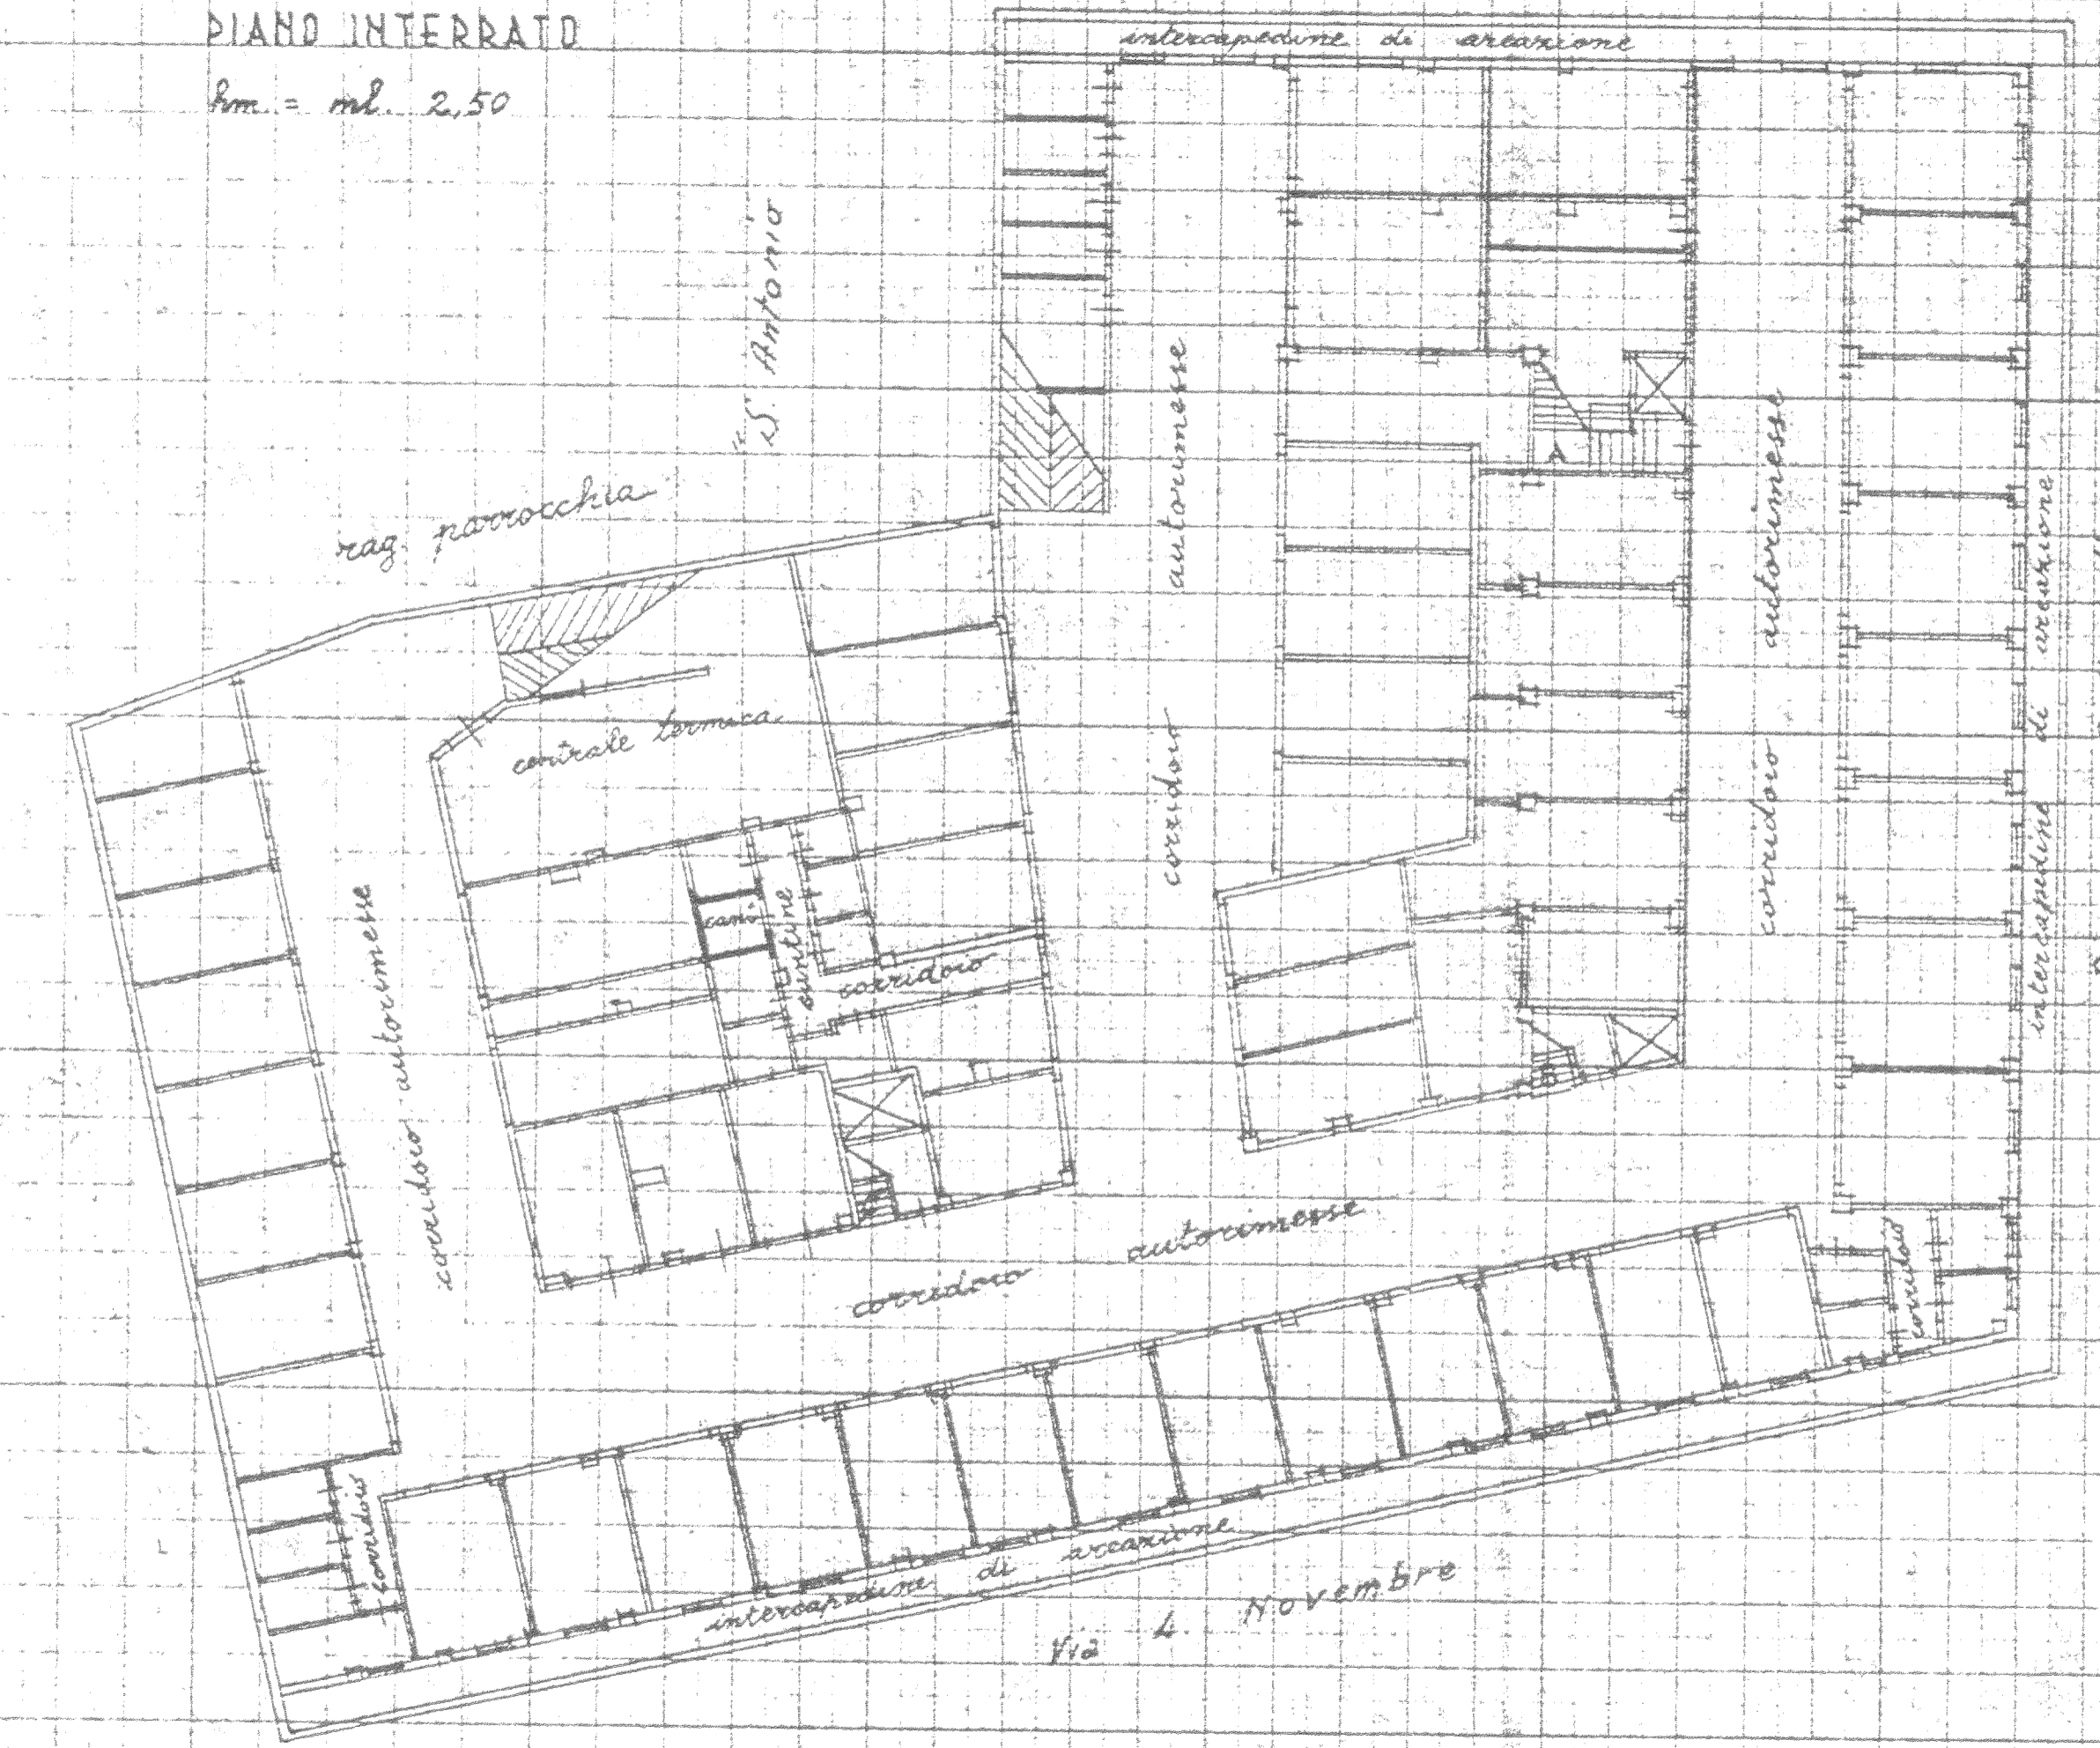 PIANO INTERRATO
hm = ml. 2,50
intercapedine di areazione
rag. parrocchia "S. Antonio
corridoio autorimesse
corridoio autorimesse
intercapedine di areazione
A
centrale termica
corridoio autorimesse
cantine
corridoio
corridoio autorimesse
corridoio
corridoio
intercapedine di areazione
Via 4 Novembre